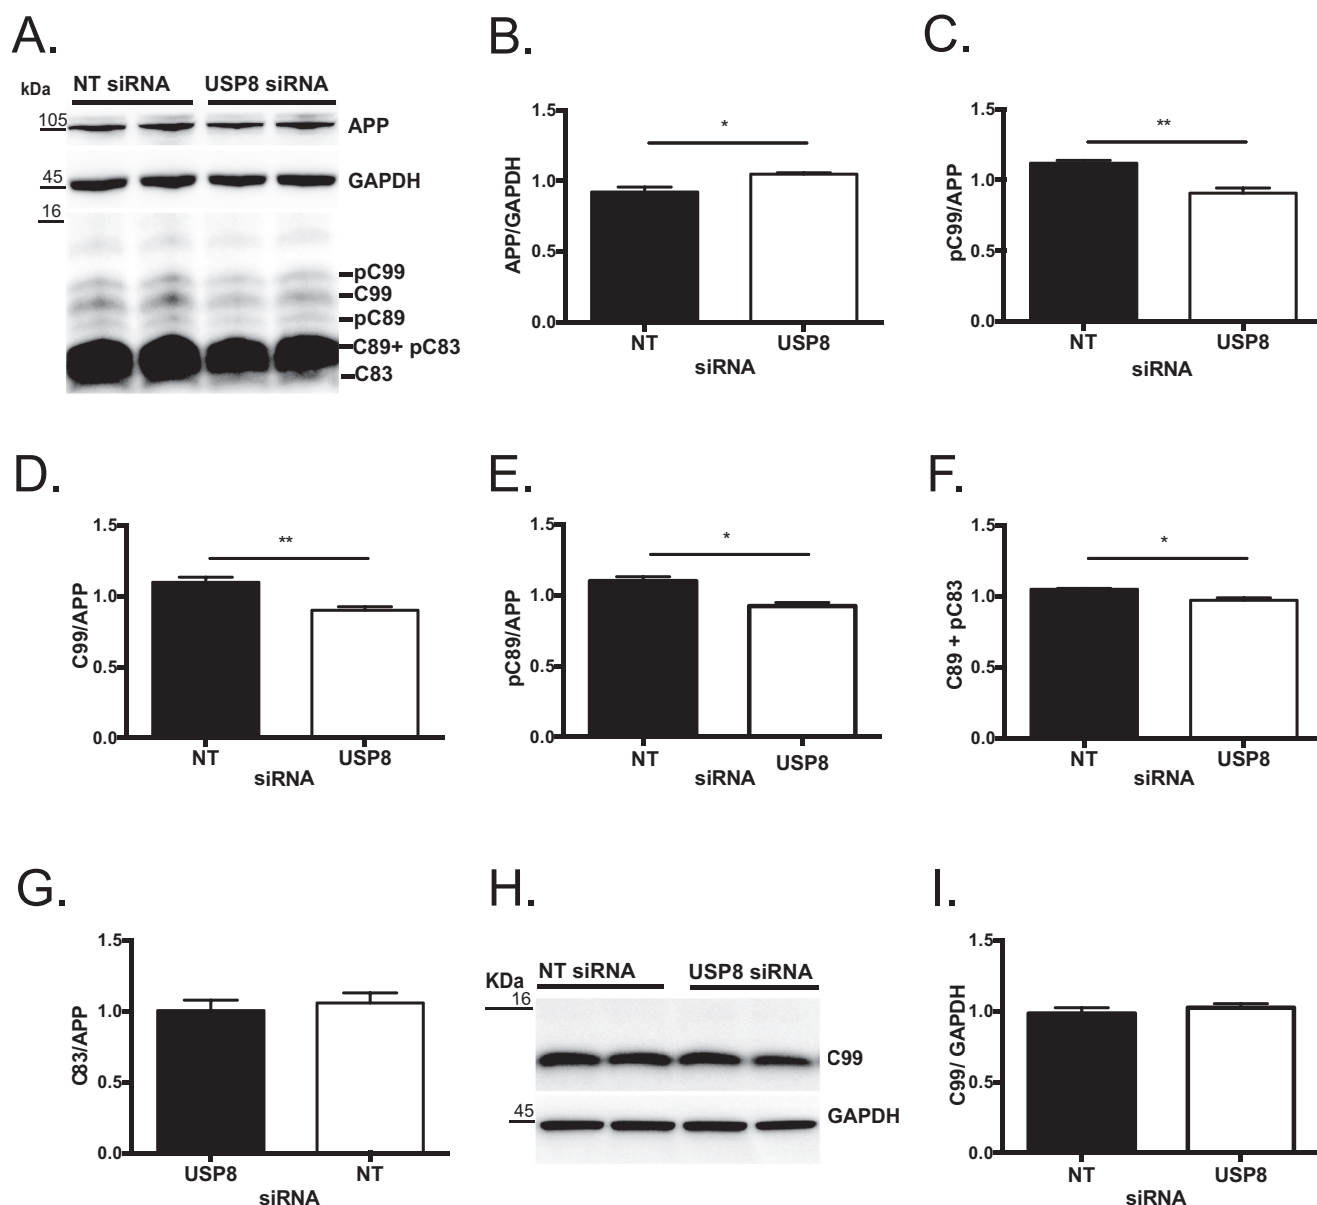 A.
kDa
NT siRNA
USP8 siRNA
105
APP
45
GAPDH
16
pC99
C99
pC89
C89+ pC83
C83
B.
1.5
1.0
0.5
0.0
APP/GAPDH
*
NT
USP8
siRNA
C.
1.5
1.0
0.5
0.0
pC99/APP
**
NT
USP8
siRNA
D.
1.5
1.0
0.5
0.0
C99/APP
**
NT
USP8
siRNA
E.
1.5
1.0
0.5
0.0
pC89/APP
*
NT
USP8
siRNA
F.
1.5
1.0
0.5
0.0
C89 + pC83
*
NT
USP8
siRNA
G.
1.5
1.0
0.5
0.0
C83/APP
USP8
NT
siRNA
H.
KDa
NT siRNA
USP8 siRNA
16
C99
45
GAPDH
I.
1.5
1.0
0.5
0.0
C99/ GAPDH
NT
USP8
siRNA